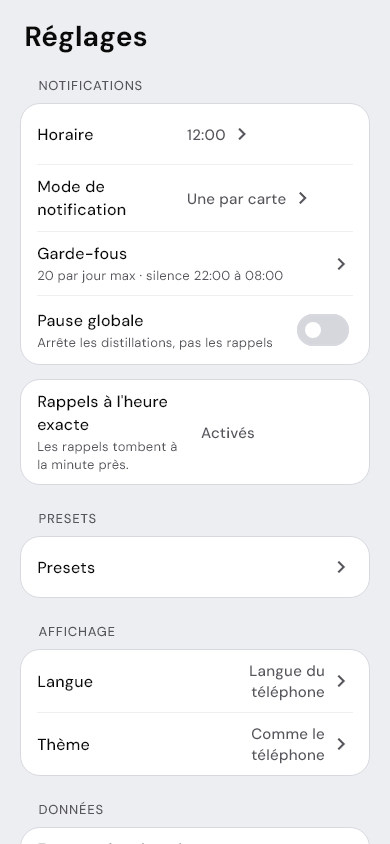 Réglages
NOTIFICATIONS
Horaire
12:00
Mode de
notification
Une par carte
Garde-fous
20 par jour max · silence 22:00 à 08:00
Pause globale
Arrête les distillations, pas les rappels
Rappels à l'heure
exacte
Les rappels tombent à
la minute près.
Activés
PRESETS
Presets
AFFICHAGE
Langue
Langue du
téléphone
Thème
Comme le
téléphone
DONNÉES